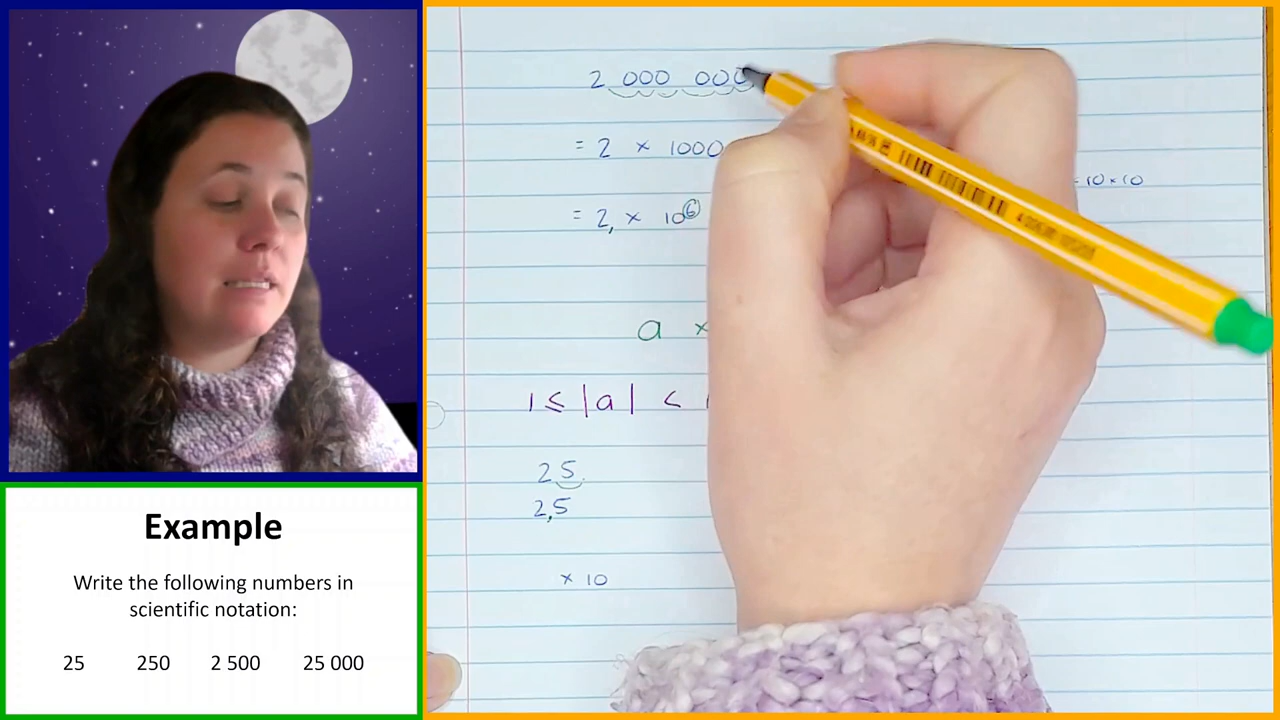 Example
Write the following numbers in
scientific notation:
25 250 2 500 25 000
2 000 000
= 2 × 1000
= 10×10
= 2, × 10⁶
a ×
1 ≤ |a| <
25
2,5
× 10